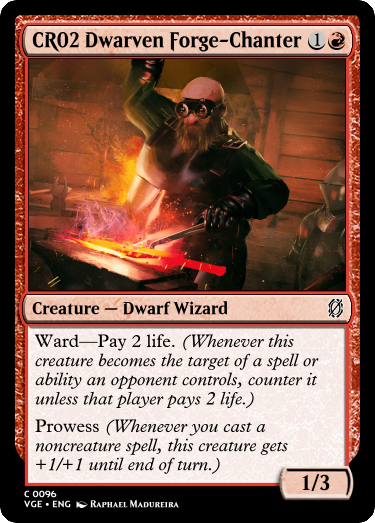 CR02 Dwarven Forge-Chanter 1
Creature — Dwarf Wizard
Ward—Pay 2 life. (Whenever this
creature becomes the target of a spell or
ability an opponent controls, counter it
unless that player pays 2 life.)
Prowess (Whenever you cast a
noncreature spell, this creature gets
+1/+1 until end of turn.)
1/3
C 0096
VGE • ENG Raphael Madureira